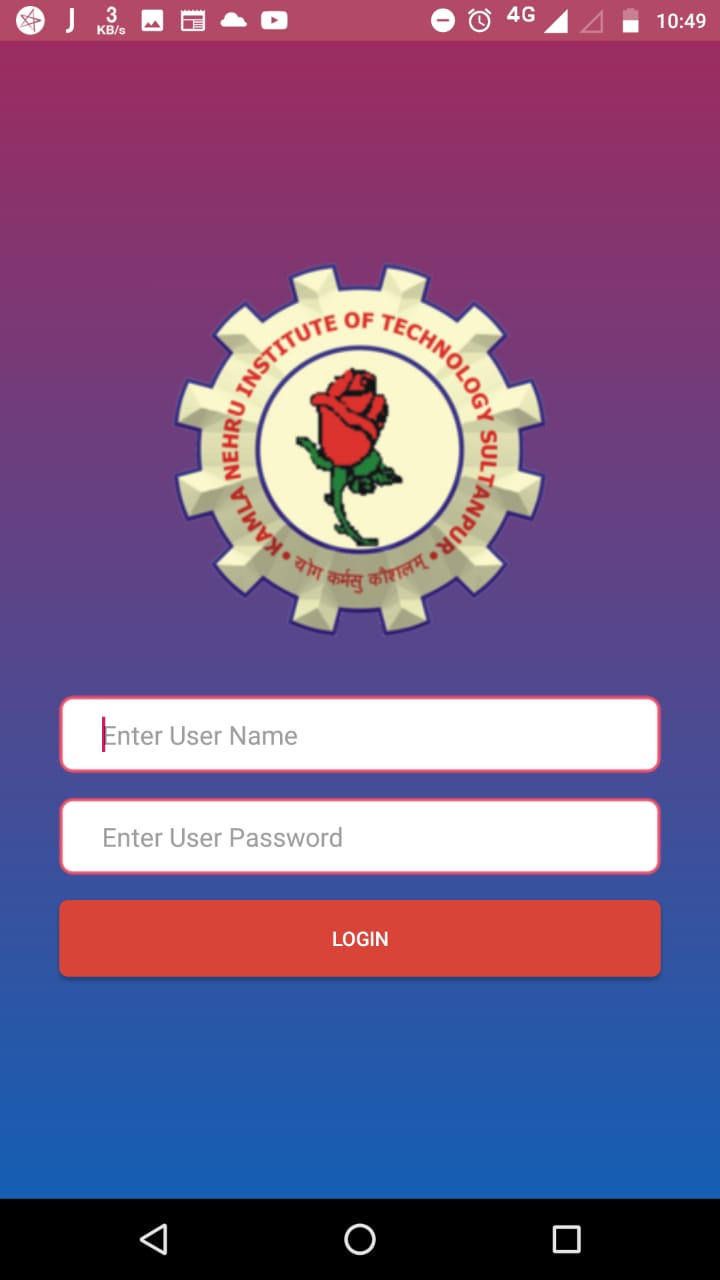 3
KB/s
4G
10:49
KAMLA NEHRU INSTITUTE OF TECHNOLOGY SULTANPUR
योग कर्मसु कौशलम्
Enter User Name
Enter User Password
LOGIN